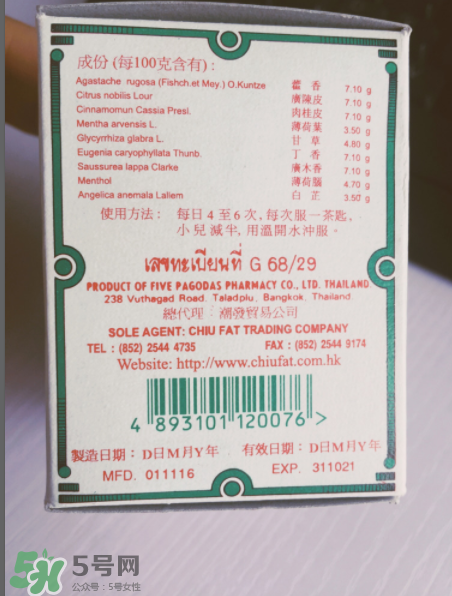 成份 (每100克含有) :
Agastache rugosa (Fishch.et Mey.) O.Kuntze 藿香 7.10 g
Citrus nobilis Lour 廣陳皮 7.10 g
Cinnamomun Cassia Presi. 肉桂皮 7.10 g
Mentha arvensis L. 薄荷葉 3.50 g
Glycyrrhiza glabra L. 甘草 4.80 g
Eugenia caryophyllata Thunb. 丁香 7.10 g
Saussurea lappa Clarke 廣木香 7.10 g
Menthol 薄荷腦 4.70 g
Angelica anemala Laliem 白芷 3.50 g
使用方法: 每日4至6次, 每次服一茶匙,
小兒減半, 用溫開水沖服。
เลขทะเบียนที่ G 68/29
PRODUCT OF FIVE PAGODAS PHARMACY CO., LTD. THAILAND
238 Vuthagad Road, Taladplu, Bangkok, Thailand
總代理: 潮發貿易公司
SOLE AGENT: CHIU FAT TRADING COMPANY
TEL : (852) 2544 4735 FAX : (852) 2544 9174
Website: http://www.chiufat.com.hk
4 893101 120076 >
製造日期: D日M月Y年 有效日期: D日M月Y年
MFD. 011116 EXP. 311021
5号网
公众号：5号女性